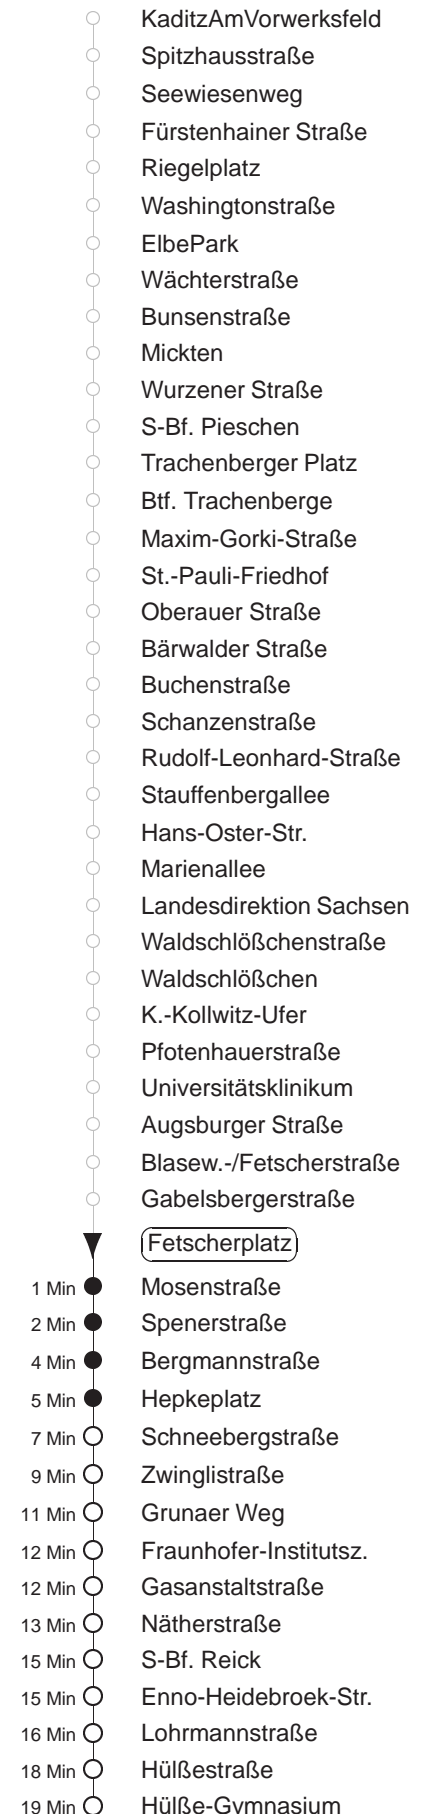 KaditzAmVorwerksfeld
Spitzhausstraße
Seewiesenweg
Fürstenhainer Straße
Riegelplatz
Washingtonstraße
ElbePark
Wächterstraße
Bunsenstraße
Mickten
Wurzener Straße
S-Bf. Pieschen
Trachenberger Platz
Btf. Trachenberge
Maxim-Gorki-Straße
St.-Pauli-Friedhof
Oberauer Straße
Bärwalder Straße
Buchenstraße
Schanzenstraße
Rudolf-Leonhard-Straße
Stauffenbergallee
Hans-Oster-Str.
Marienallee
Landesdirektion Sachsen
Waldschlößchenstraße
Waldschlößchen
K.-Kollwitz-Ufer
Pfotenhauerstraße
Universitätsklinikum
Augsburger Straße
Blasew.-/Fetscherstraße
Gabelsbergerstraße
Fetscherplatz
1 Min Mosenstraße
2 Min Spenerstraße
4 Min Bergmannstraße
5 Min Hepkeplatz
7 Min Schneebergstraße
9 Min Zwinglistraße
11 Min Grunaer Weg
12 Min Fraunhofer-Institutsz.
12 Min Gasanstaltstraße
13 Min Nätherstraße
15 Min S-Bf. Reick
15 Min Enno-Heidebroek-Str.
16 Min Lohrmannstraße
18 Min Hülßestraße
19 Min Hülße-Gymnasium